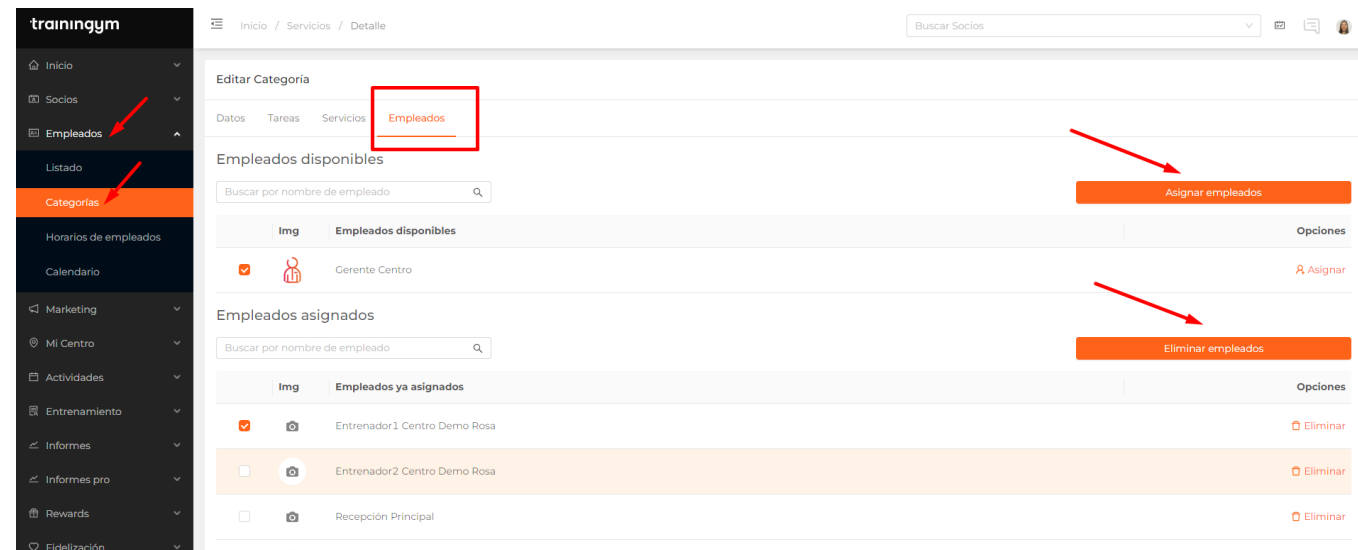 trainingym
Inicio / Servicios / Detalle
Buscar Socios
Inicio
Socios
Empleados
Listado
Categorías
Horarios de empleados
Calendario
Marketing
Mi Centro
Actividades
Entrenamiento
Informes
Informes pro
Rewards
Fidelización
Editar Categoría
Datos Tareas Servicios Empleados
Empleados disponibles
Buscar por nombre de empleado
Asignar empleados
Img Empleados disponibles Opciones
Gerente Centro Asignar
Empleados asignados
Buscar por nombre de empleado
Eliminar empleados
Img Empleados ya asignados Opciones
Entrenador1 Centro Demo Rosa Eliminar
Entrenador2 Centro Demo Rosa Eliminar
Recepción Principal Eliminar